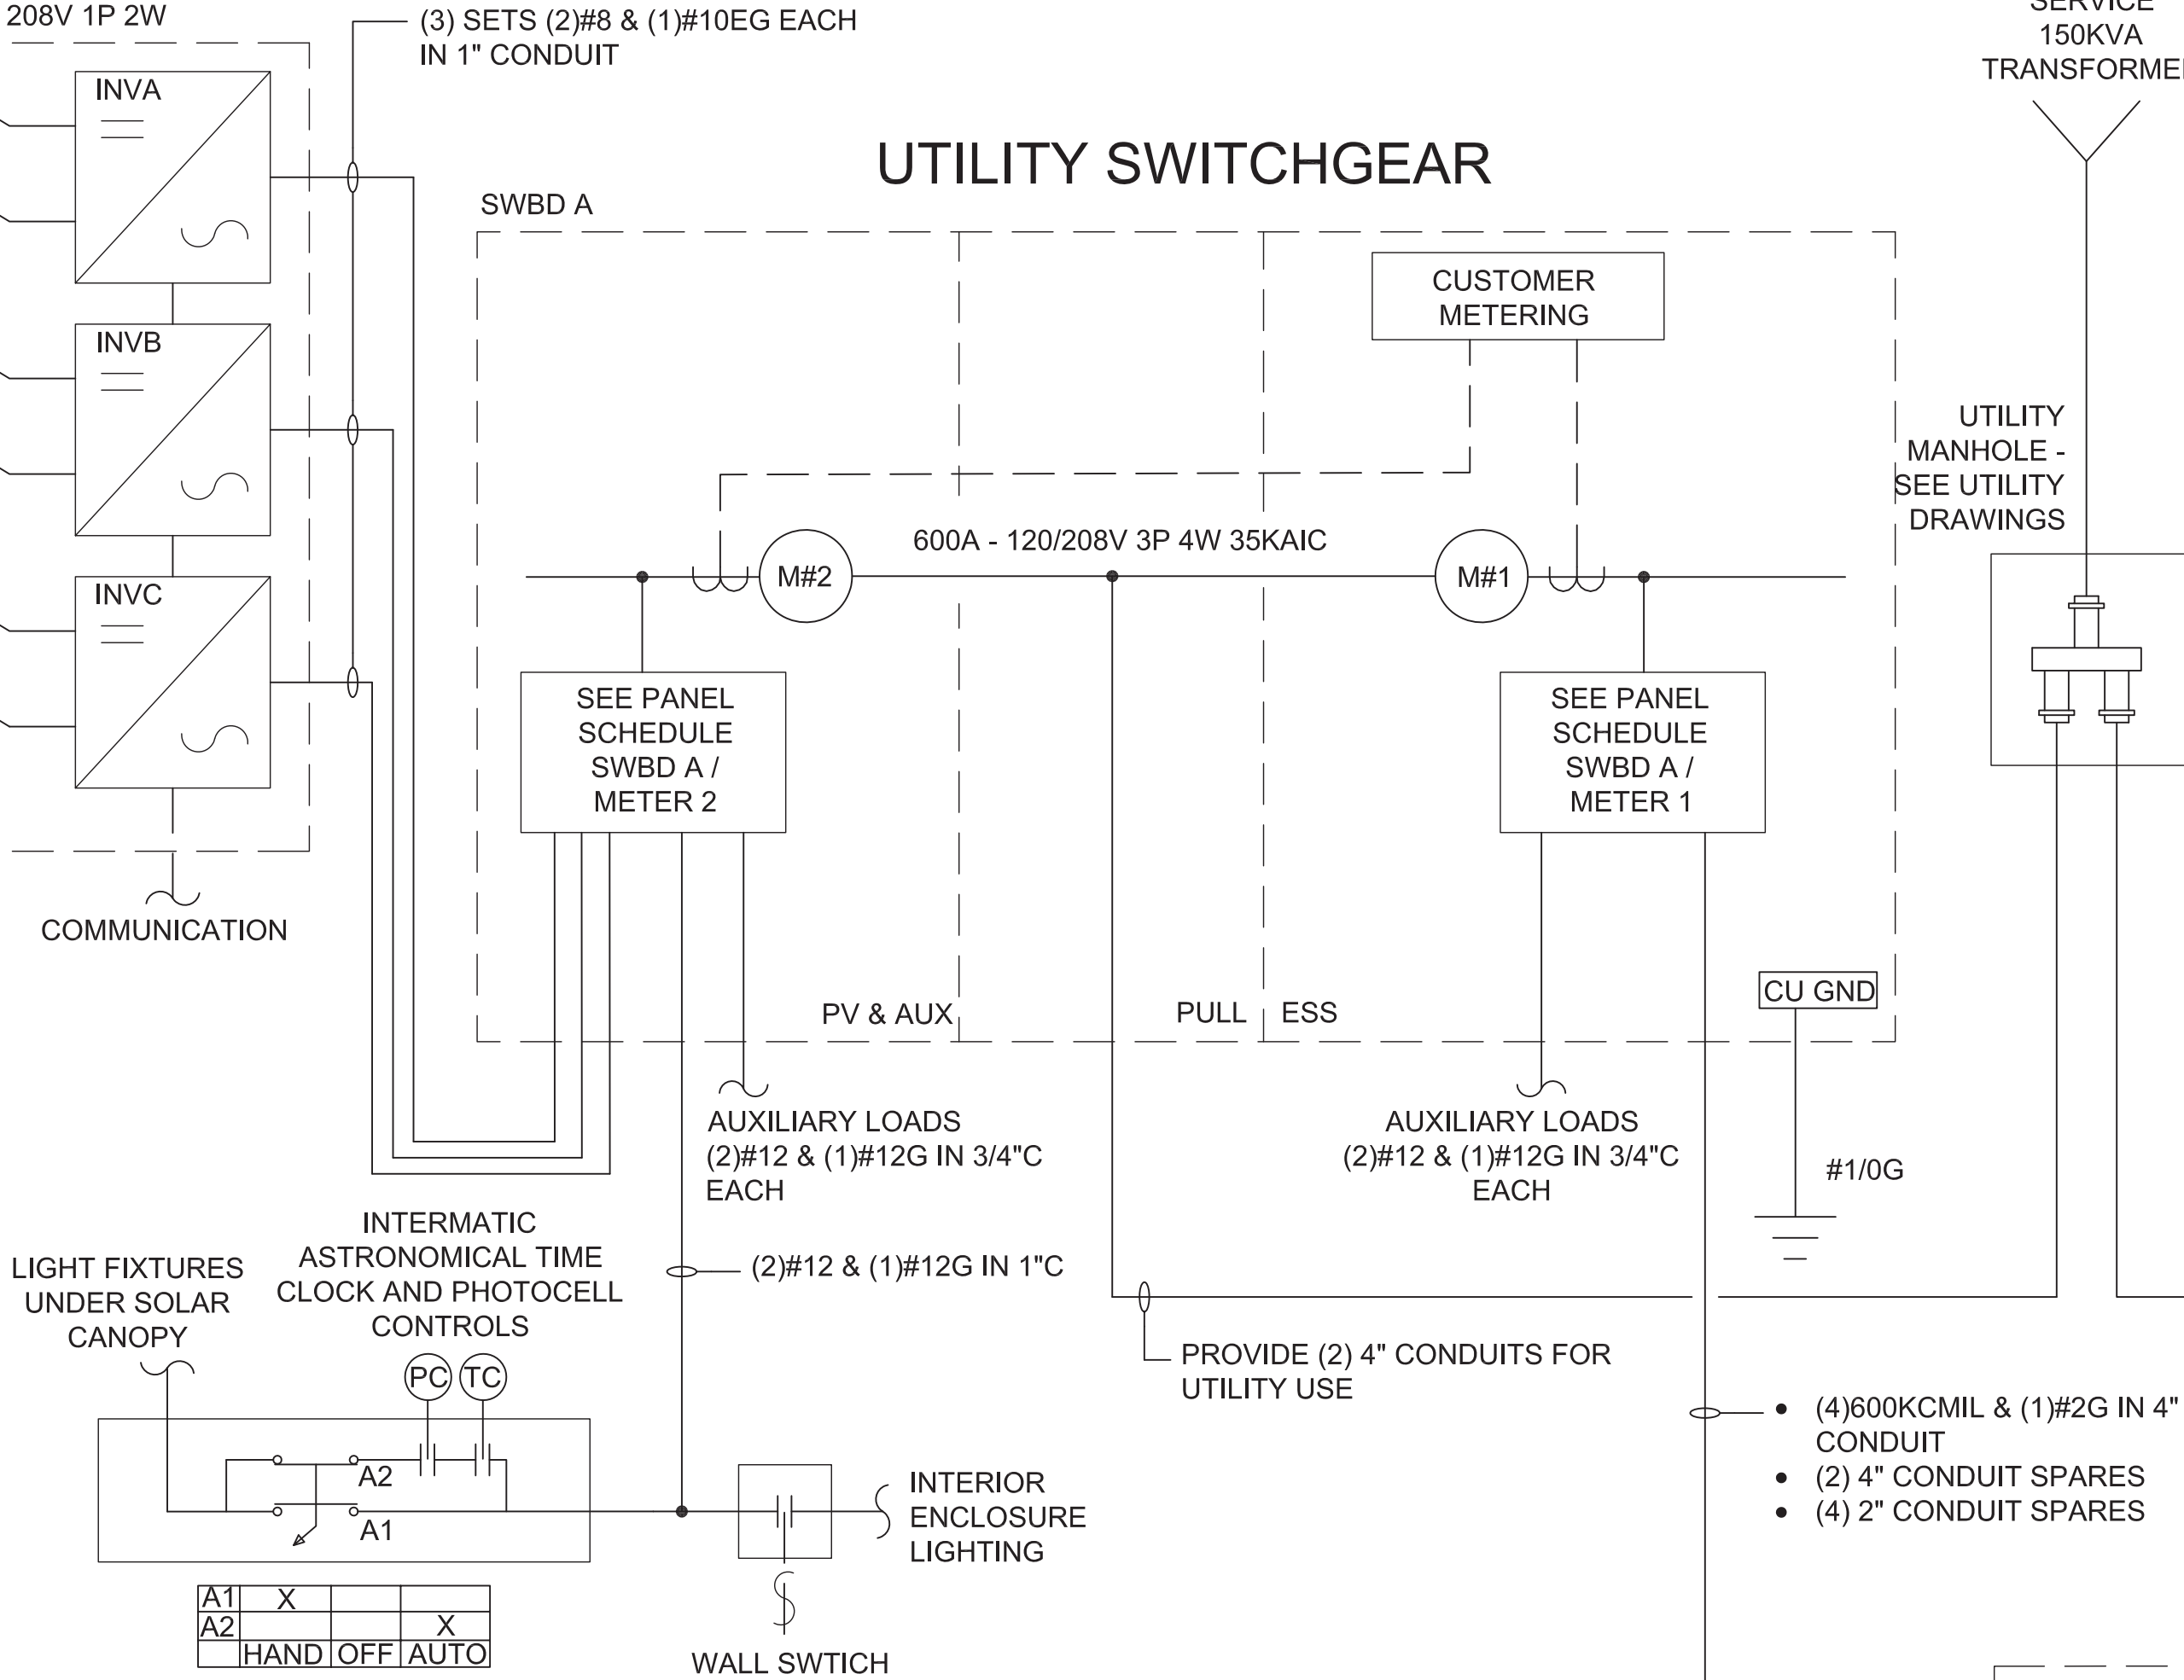 208V 1P 2W
(3) SETS (2)#8 & (1)#10EG EACH
IN 1" CONDUIT
SERVICE
150KVA
TRANSFORMER
INVA
INVB
INVC
COMMUNICATION
UTILITY SWITCHGEAR
SWBD A
CUSTOMER
METERING
UTILITY
MANHOLE -
SEE UTILITY
DRAWINGS
600A - 120/208V 3P 4W 35KAIC
M#2
M#1
SEE PANEL
SCHEDULE
SWBD A /
METER 2
SEE PANEL
SCHEDULE
SWBD A /
METER 1
PV & AUX
PULL
ESS
CU GND
AUXILIARY LOADS
(2)#12 & (1)#12G IN 3/4"C
EACH
AUXILIARY LOADS
(2)#12 & (1)#12G IN 3/4"C
EACH
#1/0G
LIGHT FIXTURES
UNDER SOLAR
CANOPY
INTERMATIC
ASTRONOMICAL TIME
CLOCK AND PHOTOCELL
CONTROLS
(2)#12 & (1)#12G IN 1"C
PROVIDE (2) 4" CONDUITS FOR
UTILITY USE
PC TC
A2
A1
INTERIOR
ENCLOSURE
LIGHTING
• (4)600KCMIL & (1)#2G IN 4"
CONDUIT
• (2) 4" CONDUIT SPARES
• (4) 2" CONDUIT SPARES
A1 X
A2 X
HAND OFF AUTO
WALL SWTICH